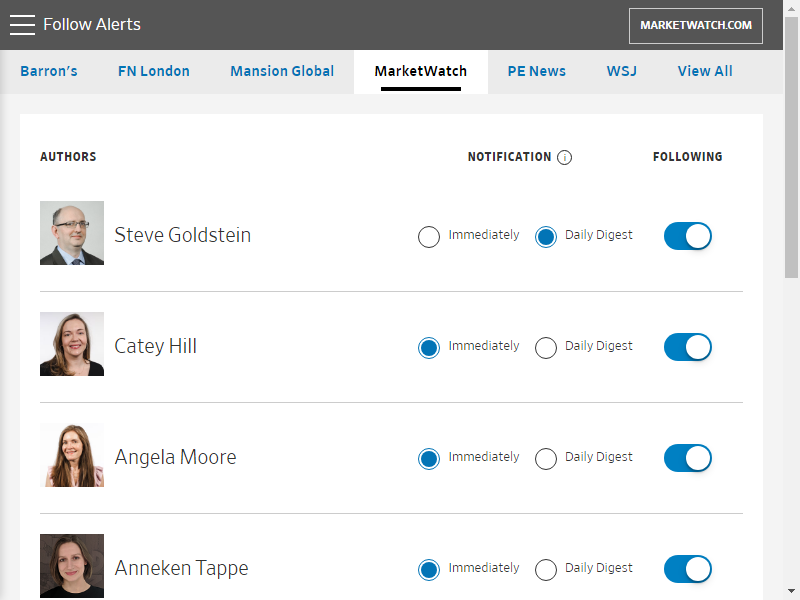 Follow Alerts
MARKETWATCH.COM
Barron's FN London Mansion Global MarketWatch PE News WSJ View All
AUTHORS NOTIFICATION i FOLLOWING
Steve Goldstein Immediately Daily Digest
Catey Hill Immediately Daily Digest
Angela Moore Immediately Daily Digest
Anneken Tappe Immediately Daily Digest